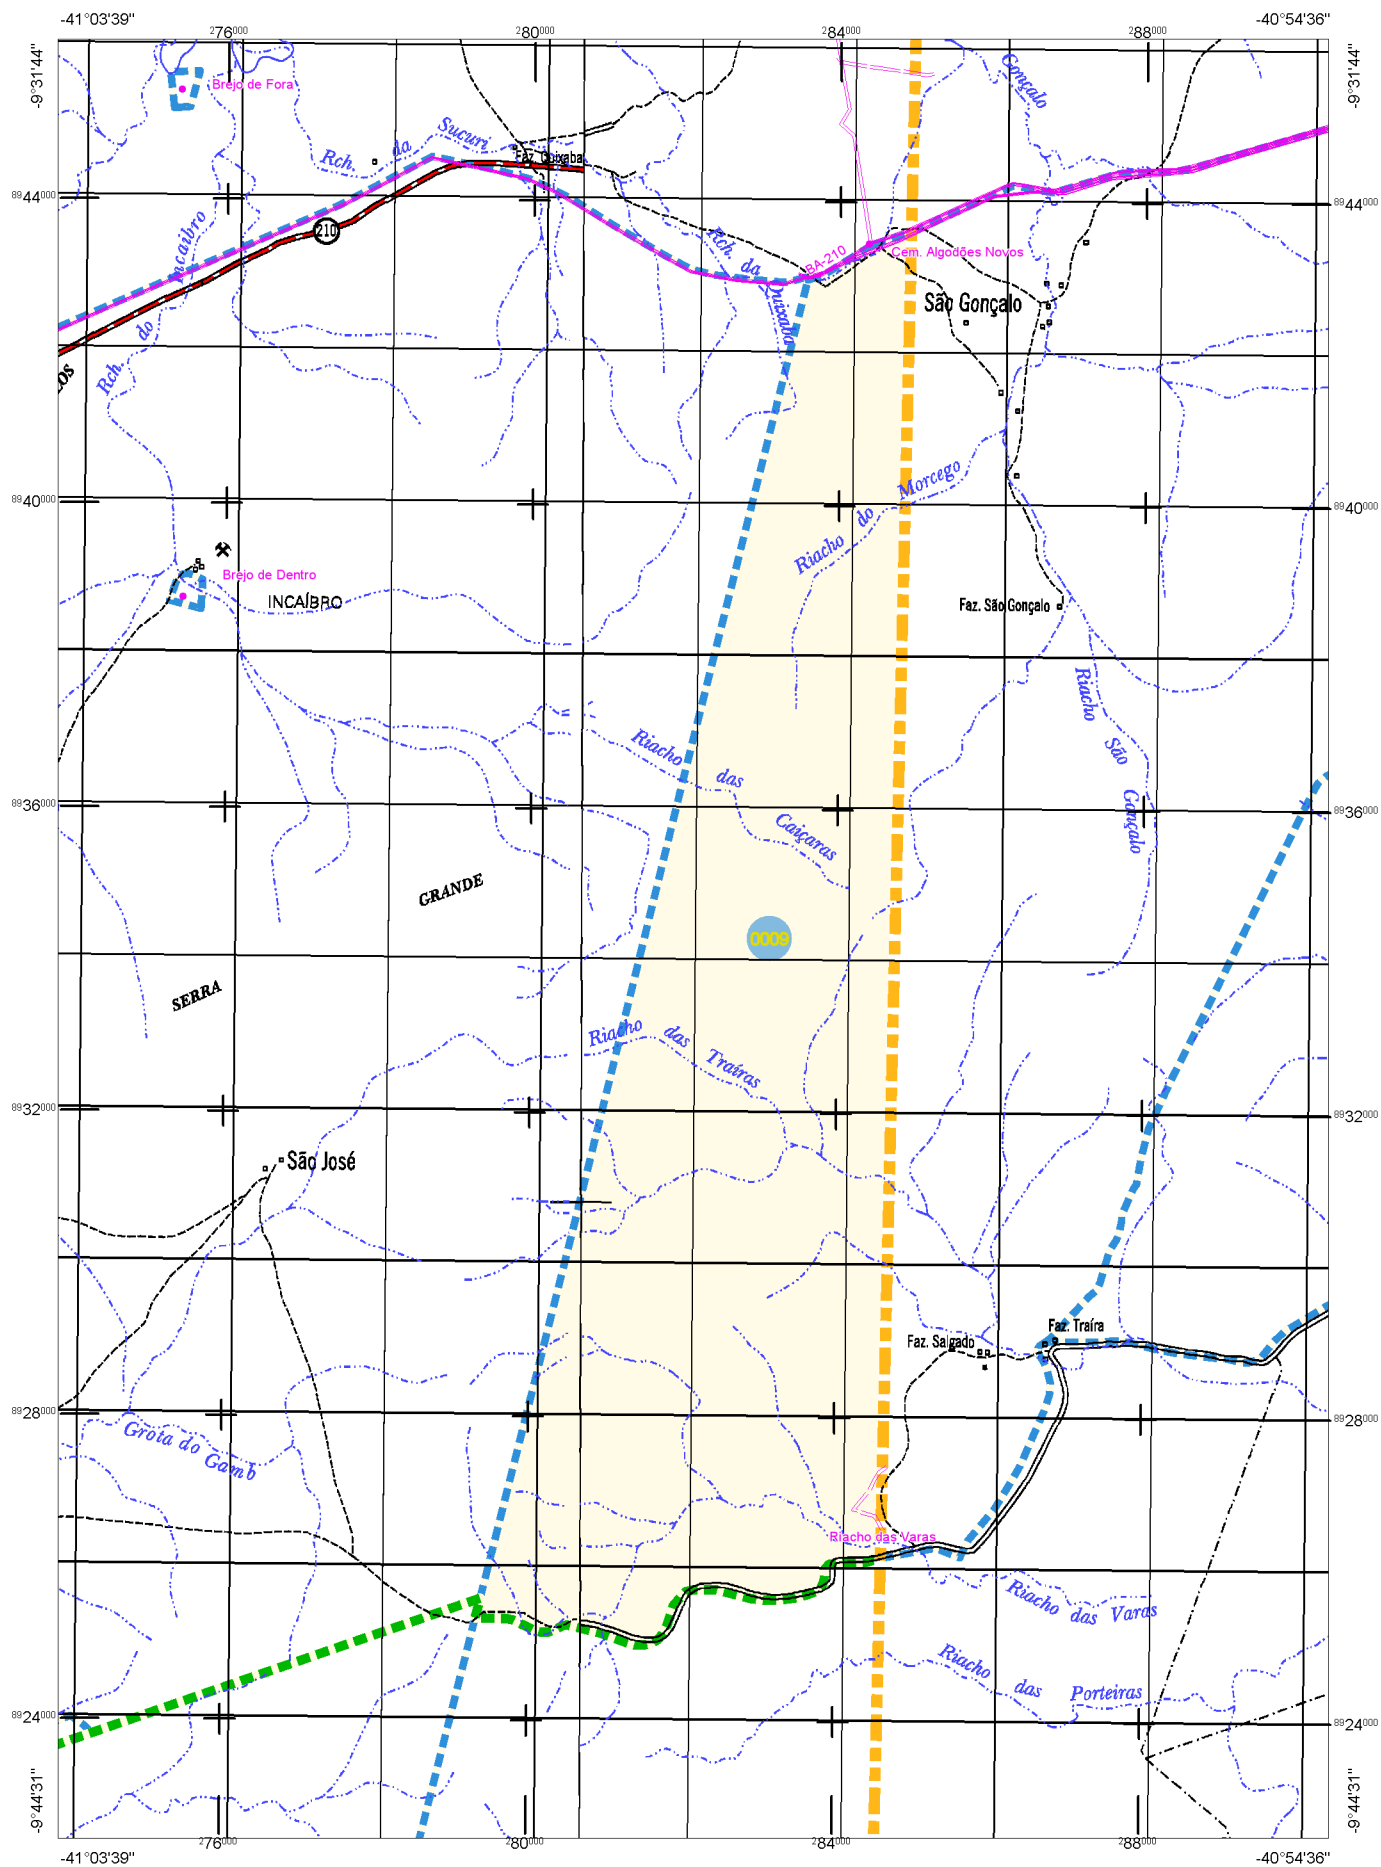 -41°03'39"
-40°54'36"
276000
280000
284000
288000
-9°31'44"
-9°31'44"
Brejo de Fora
Gonçalo
Rch. da Sucuri
Faz. Quixaba
8944000
8944000
Rch. do Incaíbro
210
Rch. da Quixaba
BA-210
Cem. Algodões Novos
São Gonçalo
OS
8940000
8940000
Riacho do Morcego
Brejo de Dentro
INCAÍBRO
Faz. São Gonçalo
Riacho São Gonçalo
Riacho das Caiçaras
8936000
8936000
GRANDE
0009
SERRA
Riacho das Traíras
8932000
8932000
São José
Faz. Salgado
Faz. Traíra
8928000
8928000
Grota do Gamb
Riacho das Varas
Riacho das Varas
Riacho das Porteiras
8924000
8924000
-9°44'31"
-9°44'31"
276000
280000
284000
288000
-41°03'39"
-40°54'36"